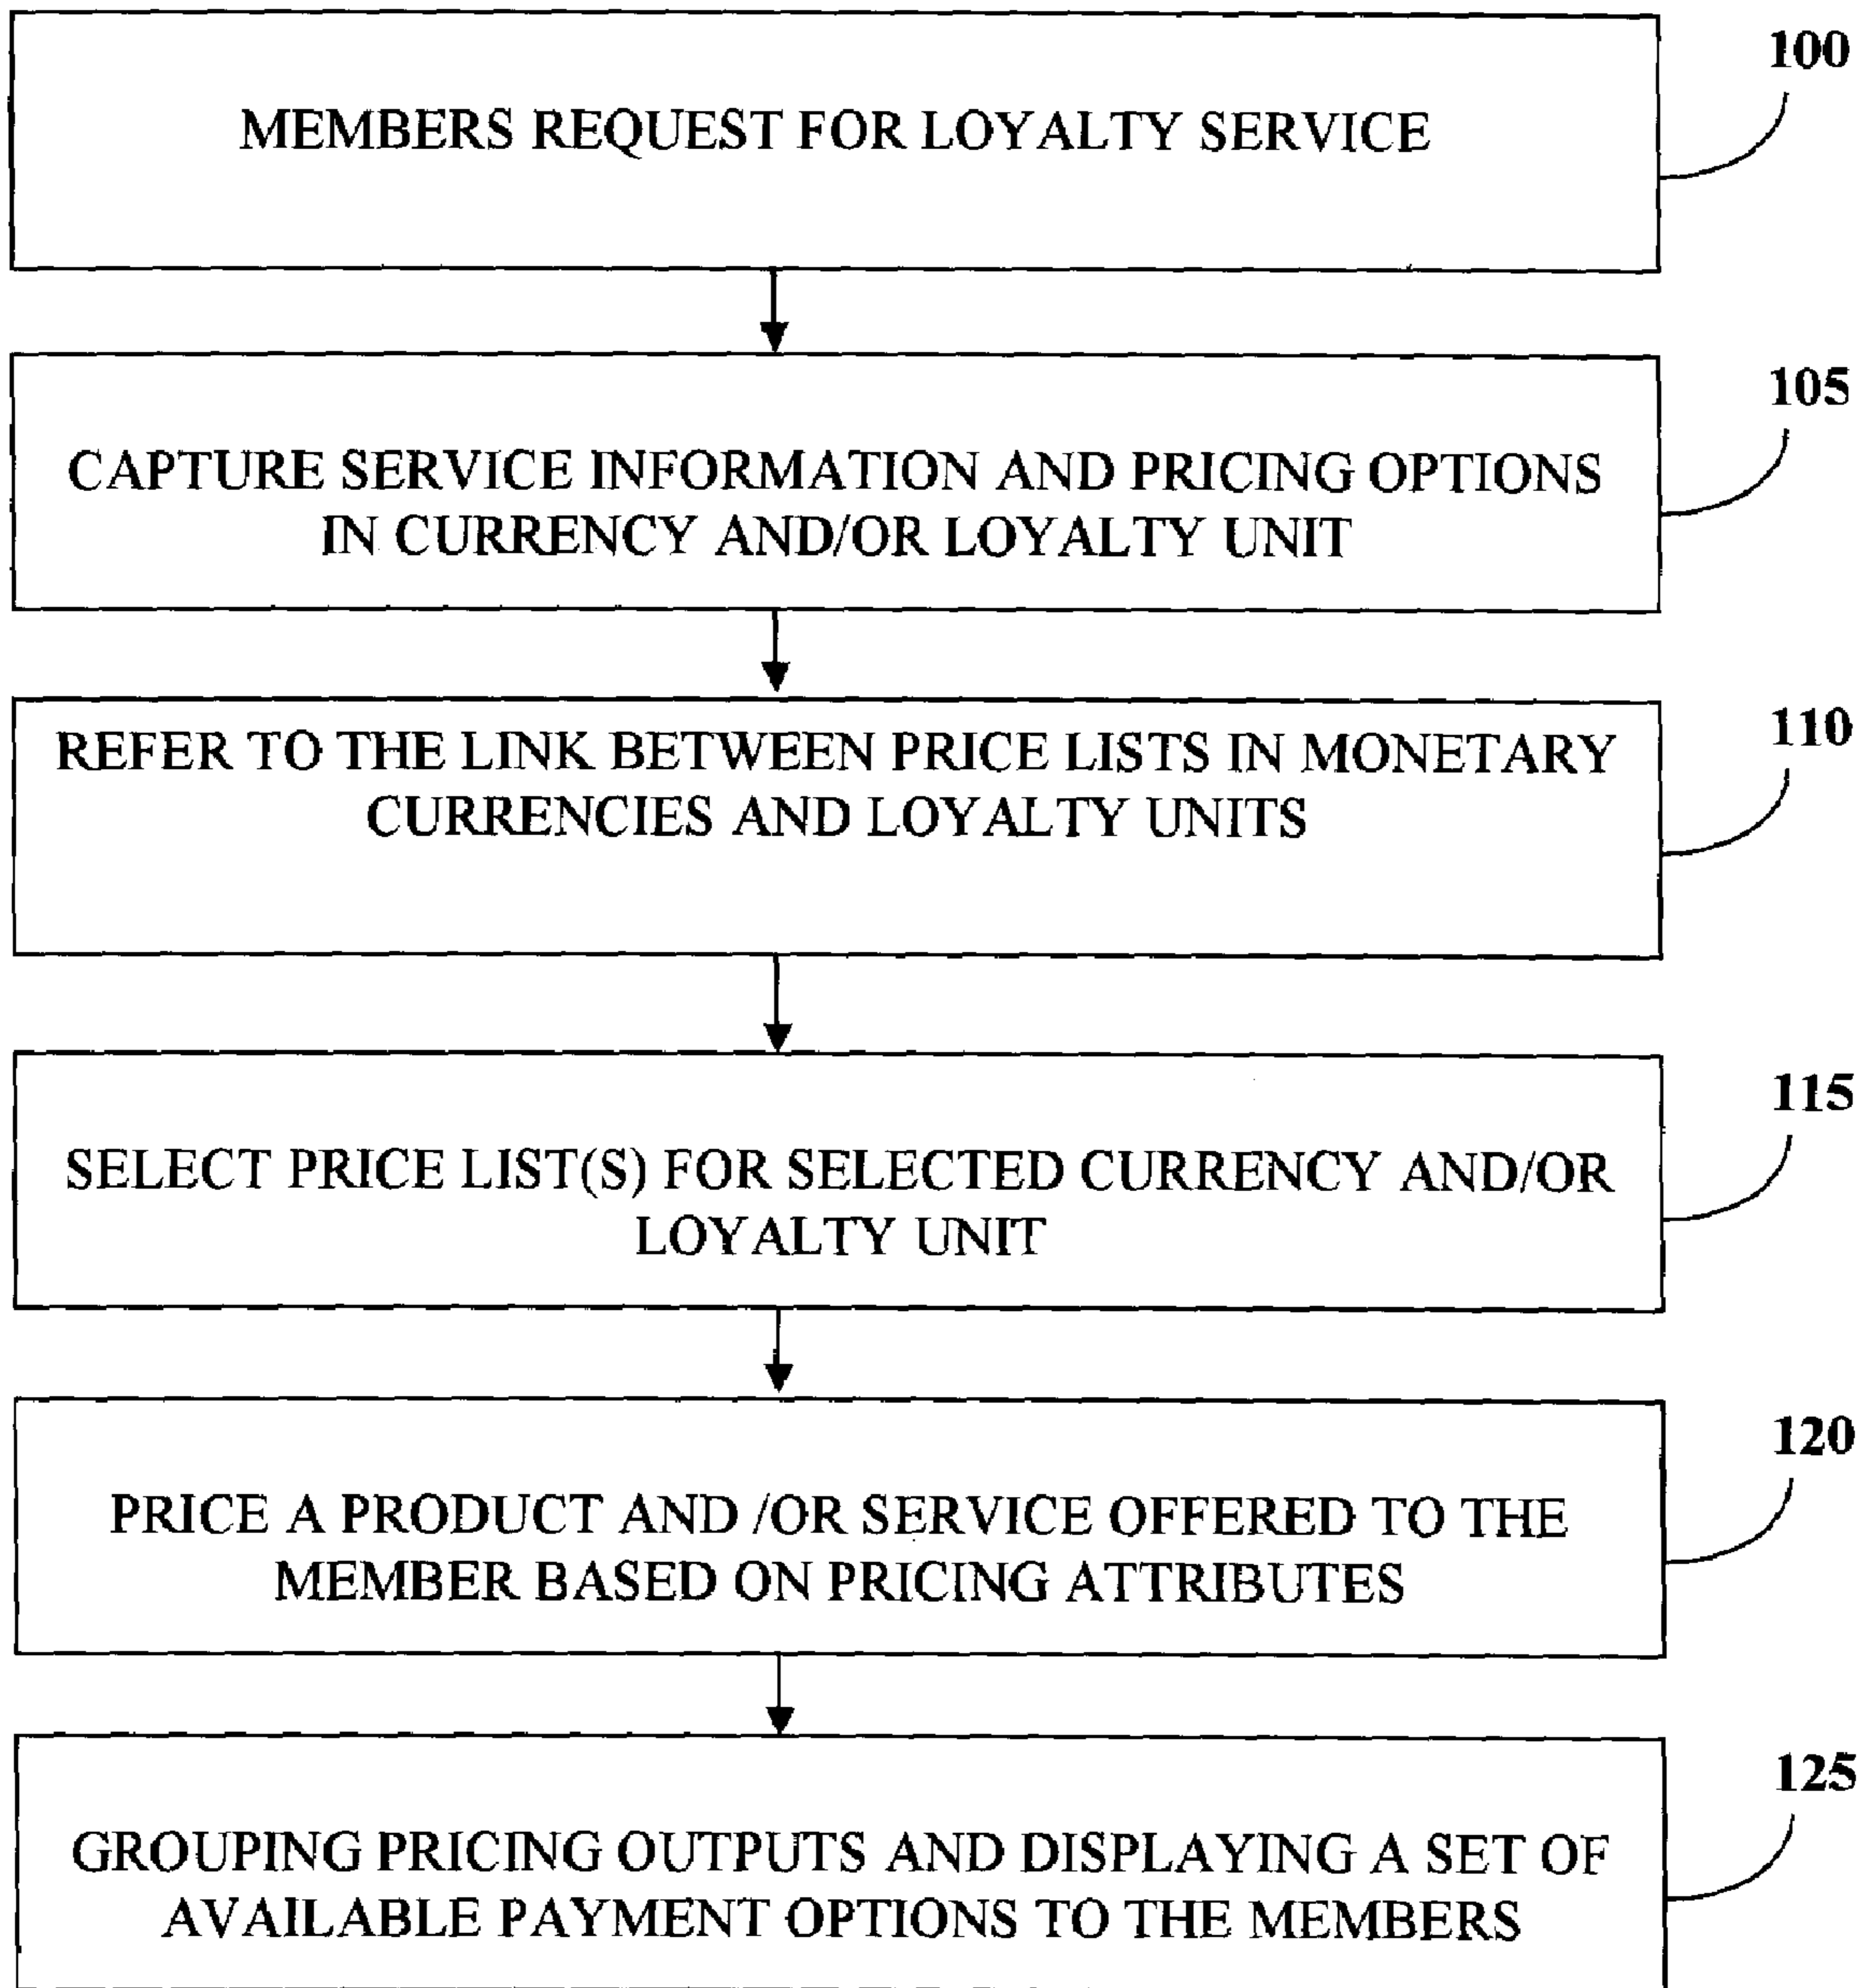 100
MEMBERS REQUEST FOR LOYALTY SERVICE
105
CAPTURE SERVICE INFORMATION AND PRICING OPTIONS
IN CURRENCY AND/OR LOYALTY UNIT
110
REFER TO THE LINK BETWEEN PRICE LISTS IN MONETARY
CURRENCIES AND LOYALTY UNITS
115
SELECT PRICE LIST(S) FOR SELECTED CURRENCY AND/OR
LOYALTY UNIT
120
PRICE A PRODUCT AND /OR SERVICE OFFERED TO THE
MEMBER BASED ON PRICING ATTRIBUTES
125
GROUPING PRICING OUTPUTS AND DISPLAYING A SET OF
AVAILABLE PAYMENT OPTIONS TO THE MEMBERS